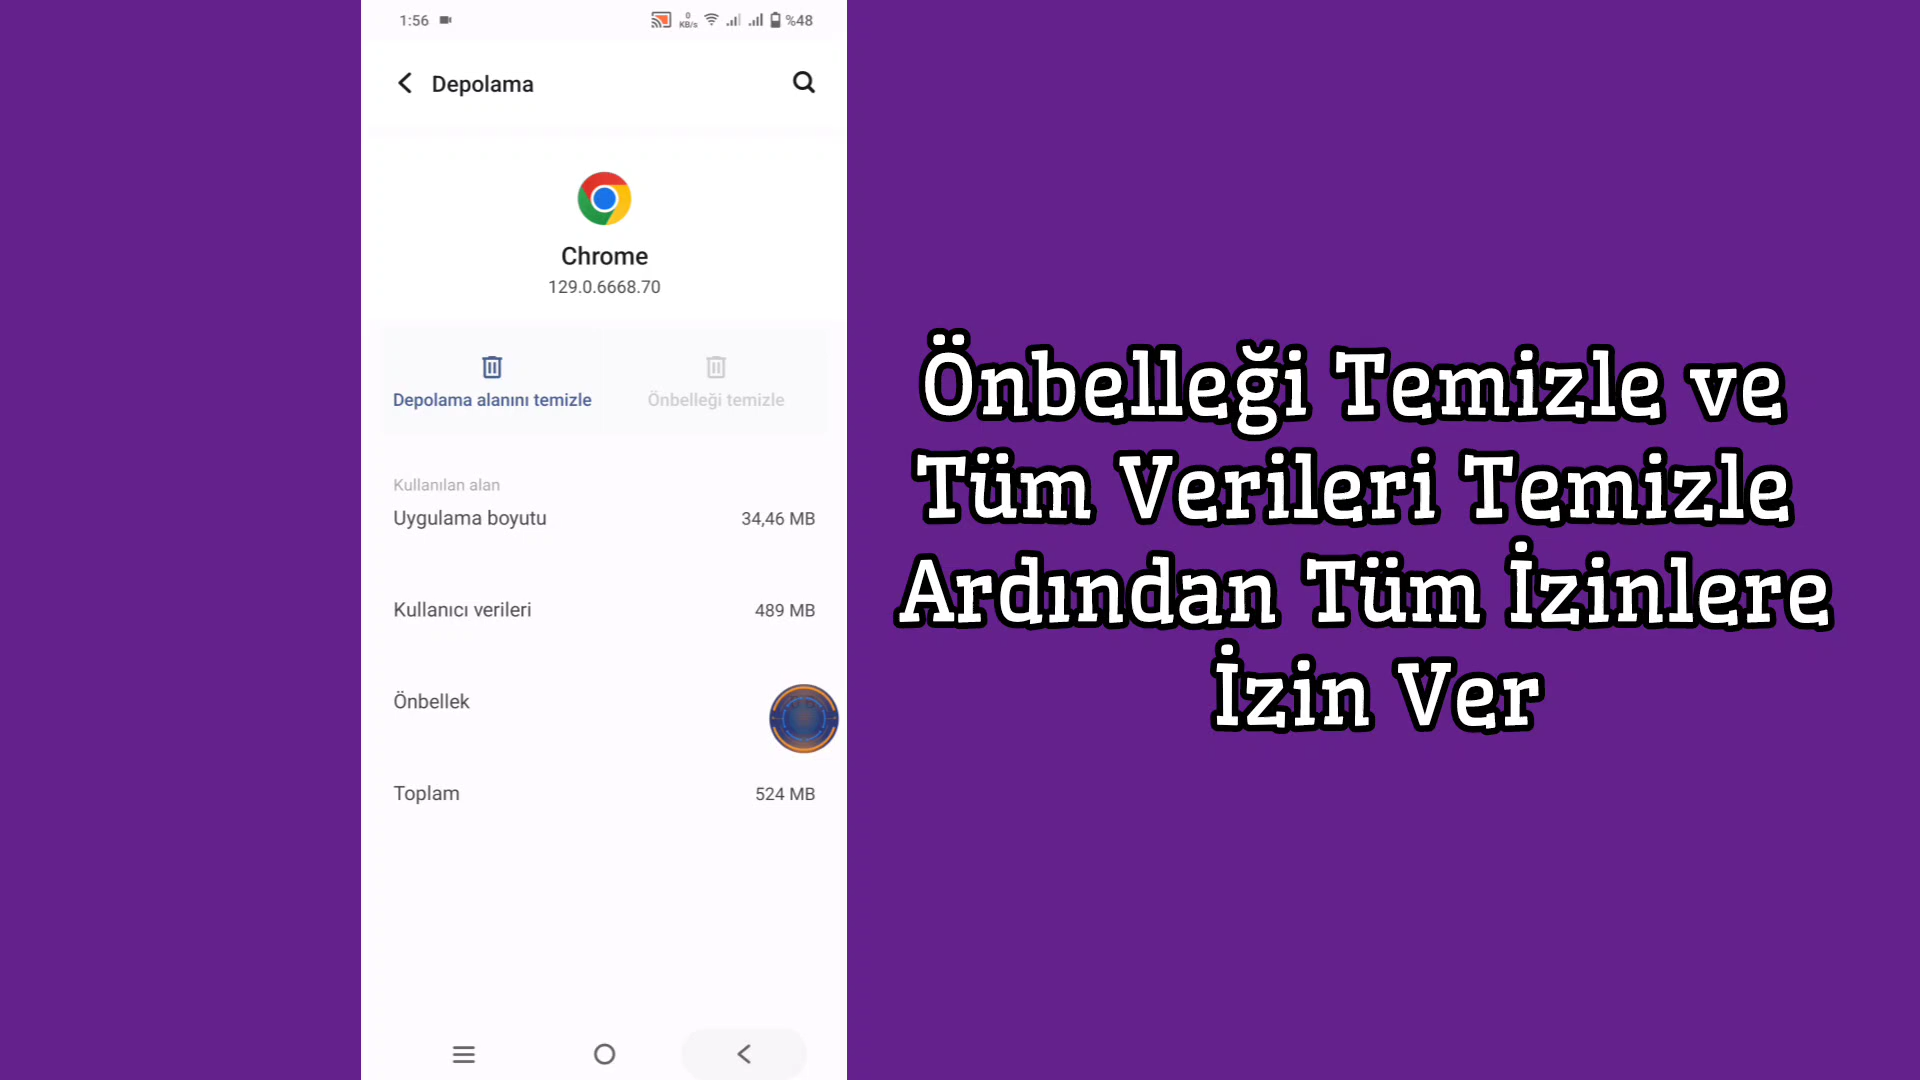 1:56
0
KB/s
%48
Depolama
Chrome
129.0.6668.70
Depolama alanını temizle
Önbelleği temizle
Kullanılan alan
Uygulama boyutu 34,46 MB
Kullanıcı verileri 489 MB
Önbellek
Toplam 524 MB
Önbelleği Temizle ve
Tüm Verileri Temizle
Ardından Tüm İzinlere
İzin Ver